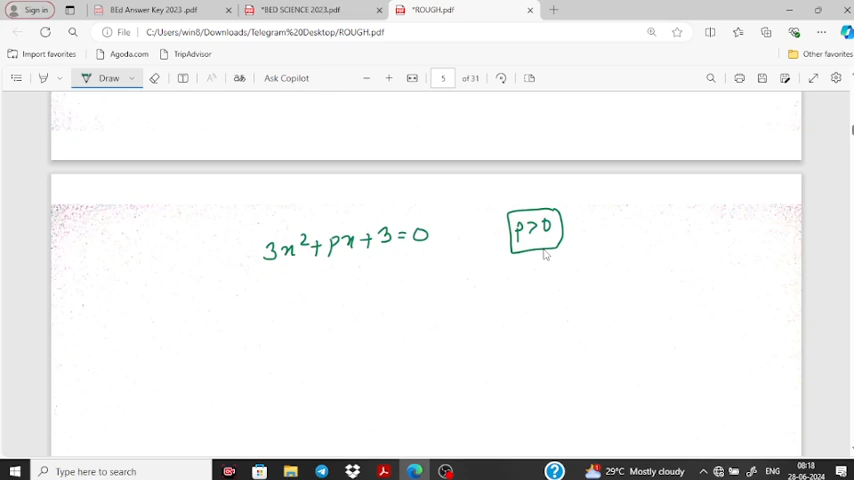 Sign in
BEd Answer Key 2023 .pdf
*BED SCIENCE 2023.pdf
*ROUGH.pdf
File
C:/Users/win8/Downloads/Telegram%20Desktop/ROUGH.pdf
Import favorites
Agoda.com
TripAdvisor
Other favorites
Draw
Ask Copilot
5
of 31
3x²+px+3=0
p>0
Type here to search
29°C Mostly cloudy
ENG
08:18
28-06-2024